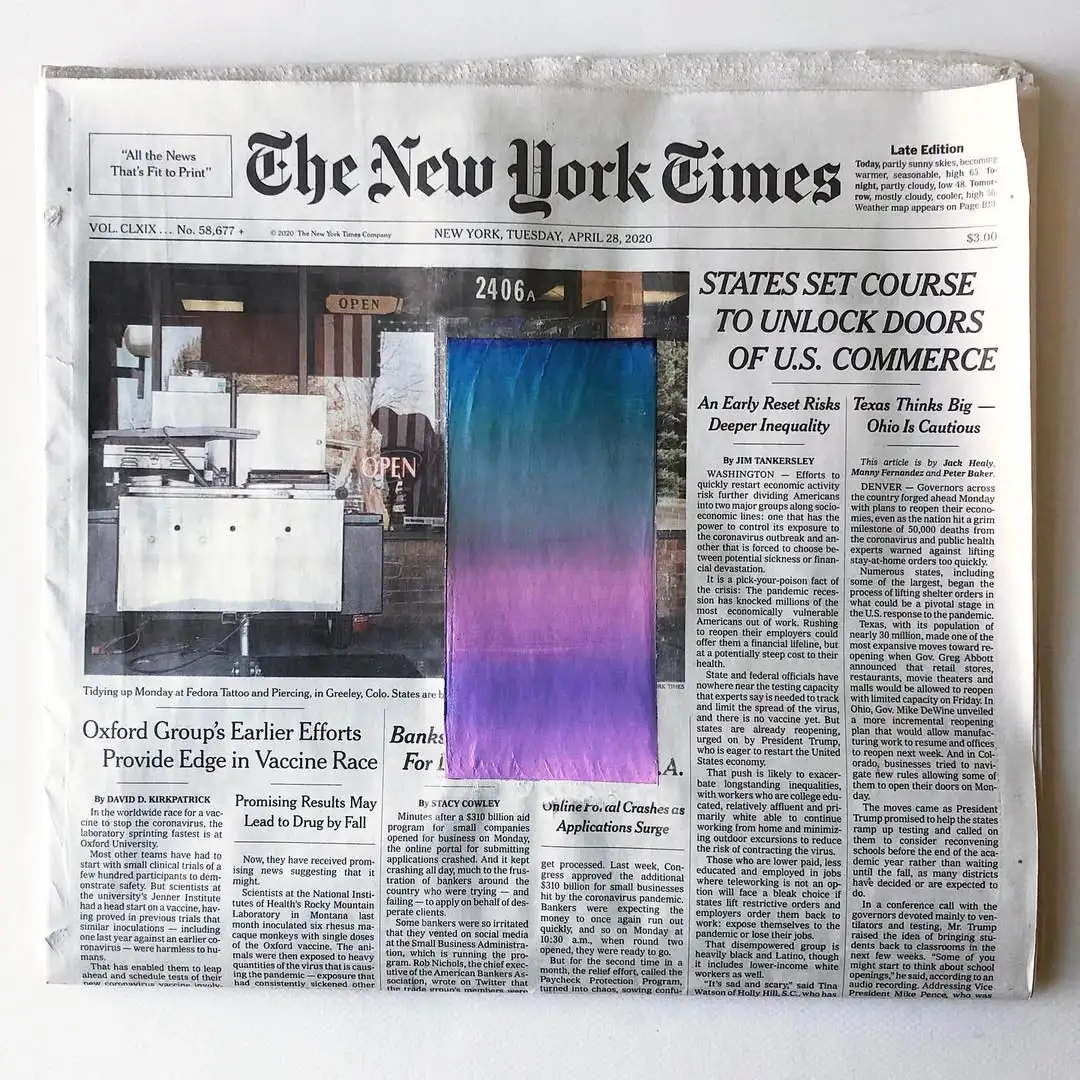 "All the News
That's Fit to Print"
The New York Times
Late Edition
Today, partly sunny skies, becoming
warmer, seasonable, high 65. To-
night, partly cloudy, low 48. Tomor-
row, mostly cloudy, cooler, high 56.
Weather map appears on Page B10.
VOL. CLXIX ... No. 58,677 +
© 2020 The New York Times Company
NEW YORK, TUESDAY, APRIL 28, 2020
$3.00
2406A
OPEN
OPEN
Tidying up Monday at Fedora Tattoo and Piercing, in Greeley, Colo. States are b
RK TIMES
STATES SET COURSE
TO UNLOCK DOORS
OF U.S. COMMERCE
An Early Reset Risks
Deeper Inequality
By JIM TANKERSLEY
WASHINGTON — Efforts to
quickly restart economic activity
risk further dividing Americans
into two major groups along socio-
economic lines: one that has the
power to control its exposure to
the coronavirus outbreak and an-
other that is forced to choose be-
tween potential sickness or finan-
cial devastation.
It is a pick-your-poison fact of
the crisis: The pandemic reces-
sion has knocked millions of the
most economically vulnerable
Americans out of work. Rushing
to reopen their employers could
offer them a financial lifeline, but
at a potentially steep cost to their
health.
State and federal officials have
nowhere near the testing capacity
that experts say is needed to track
and limit the spread of the virus,
and there is no vaccine yet. But
states are already reopening,
urged on by President Trump,
who is eager to restart the United
States economy.
That push is likely to exacer-
bate longstanding inequalities,
with workers who are college edu-
cated, relatively affluent and pri-
marily white able to continue
working from home and minimiz-
ing outdoor excursions to reduce
the risk of contracting the virus.
Those who are lower paid, less
educated and employed in jobs
where teleworking is not an op-
tion will face a bleak choice if
states lift restrictive orders and
employers order them back to
work: expose themselves to the
pandemic or lose their jobs.
That disempowered group is
heavily black and Latino, though
it includes lower-income white
workers as well.
"It's sad and scary," said Tina
Watson of Holly Hill, S.C., who has
Texas Thinks Big —
Ohio Is Cautious
This article is by Jack Healy,
Manny Fernandez and Peter Baker.
DENVER — Governors across
the country forged ahead Monday
with plans to reopen their econo-
mies, even as the nation hit a grim
milestone of 50,000 deaths from
the coronavirus and public health
experts warned against lifting
stay-at-home orders too quickly.
Numerous states, including
some of the largest, began the
process of lifting shelter orders in
what could be a pivotal stage in
the U.S. response to the pandemic.
Texas, with its population of
nearly 30 million, made one of the
most expansive moves toward re-
opening when Gov. Greg Abbott
announced that retail stores,
restaurants, movie theaters and
malls would be allowed to reopen
with limited capacity on Friday. In
Ohio, Gov. Mike DeWine unveiled
a more incremental reopening
plan that would allow manufac-
turing work to resume and offices
to reopen next week. And in Col-
orado, businesses tried to navi-
gate new rules allowing some of
them to open their doors on Mon-
day.
The moves came as President
Trump promised to help the states
ramp up testing and called on
them to consider reconvening
schools before the end of the aca-
demic year rather than waiting
until the fall, as many districts
have decided or are expected to
do.
In a conference call with the
governors devoted mainly to ven-
tilators and testing, Mr. Trump
raised the idea of bringing stu-
dents back to classrooms in the
next few weeks. "Some of you
might start to think about school
openings," he said, according to an
audio recording. Addressing Vice
President Mike Pence, who was
Oxford Group's Earlier Efforts
Provide Edge in Vaccine Race
By DAVID D. KIRKPATRICK
In the worldwide race for a vac-
cine to stop the coronavirus, the
laboratory sprinting fastest is at
Oxford University.
Most other teams have had to
start with small clinical trials of a
few hundred participants to dem-
onstrate safety. But scientists at
the university's Jenner Institute
had a head start on a vaccine, hav-
ing proved in previous trials that
similar inoculations — including
one last year against an earlier co-
ronavirus — were harmless to hu-
mans.
That has enabled them to leap
ahead and schedule tests of their
new coronavirus vaccine involv-
Promising Results May
Lead to Drug by Fall
Now, they have received prom-
ising news suggesting that it
might.
Scientists at the National Insti-
tutes of Health's Rocky Mountain
Laboratory in Montana last
month inoculated six rhesus ma-
caque monkeys with single doses
of the Oxford vaccine. The ani-
mals were then exposed to heavy
quantities of the virus that is caus-
ing the pandemic — exposure that
had consistently sickened other
Banks
For
.A.
By STACY COWLEY
Minutes after a $310 billion aid
program for small companies
opened for business on Monday,
the online portal for submitting
applications crashed. And it kept
crashing all day, much to the frus-
tration of bankers around the
country who were trying — and
failing — to apply on behalf of des-
perate clients.
Some bankers were so irritated
that they vented on social media
at the Small Business Administra-
tion, which is running the pro-
gram. Rob Nichols, the chief exec-
utive of the American Bankers As-
sociation, wrote on Twitter that
the trade group's members were
Online Portal Crashes as
Applications Surge
get processed. Last week, Con-
gress approved the additional
$310 billion for small businesses
hit by the coronavirus pandemic.
Bankers were expecting the
money to once again run out
quickly, and so on Monday at
10:30 a.m., when round two
opened, they were ready to go.
But for the second time in a
month, the relief effort, called the
Paycheck Protection Program,
turned into chaos, sowing confu-